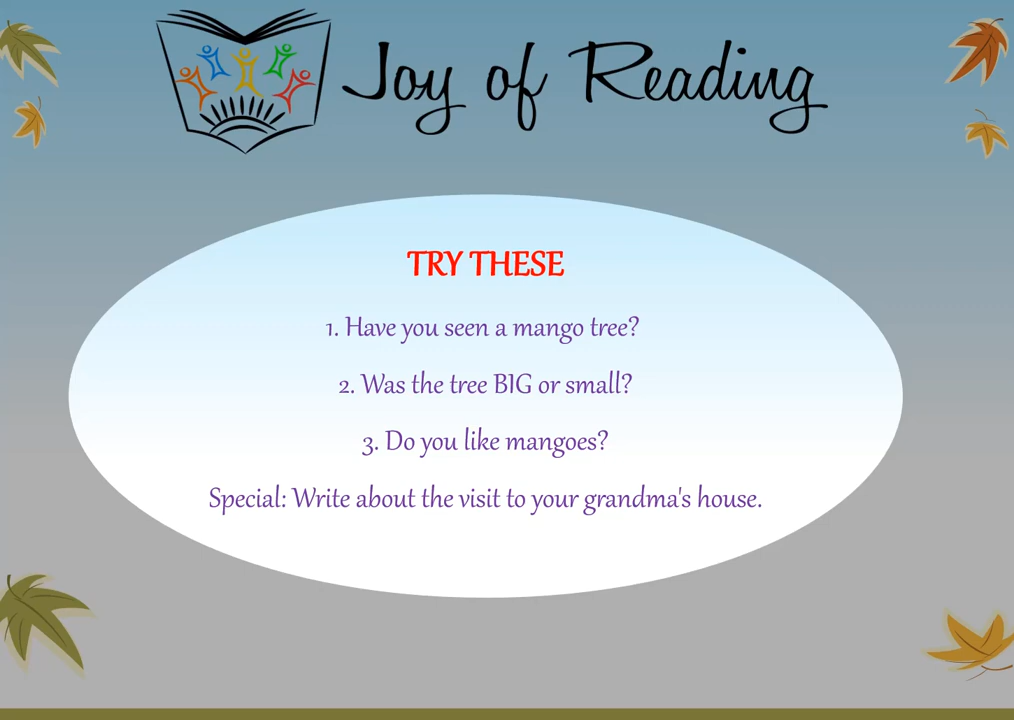 Joy of Reading
TRY THESE
1. Have you seen a mango tree?
2. Was the tree BIG or small?
3. Do you like mangoes?
Special: Write about the visit to your grandma's house.